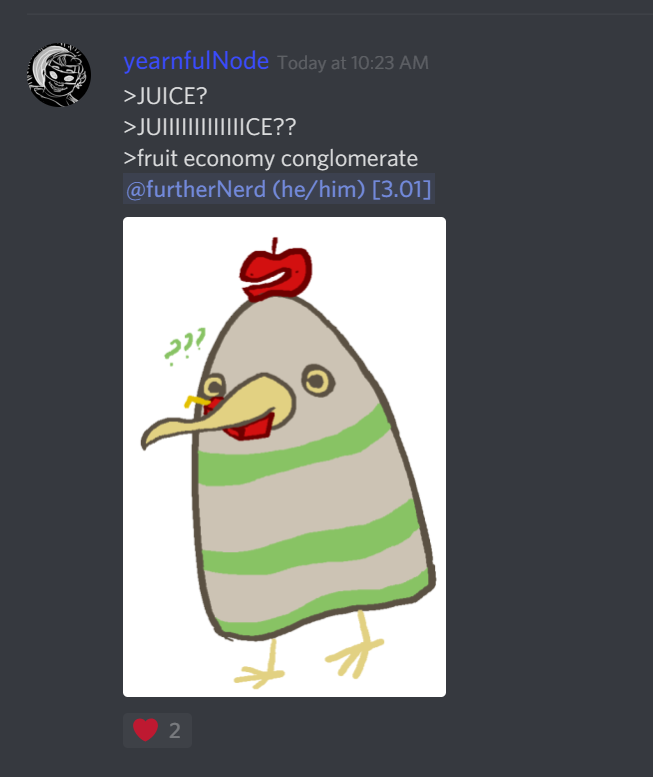 yearnfulNode Today at 10:23 AM
>JUICE?
>JUIIIIIIIIIIIIICE??
>fruit economy conglomerate
@furtherNerd (he/him) [3.01]
???
2